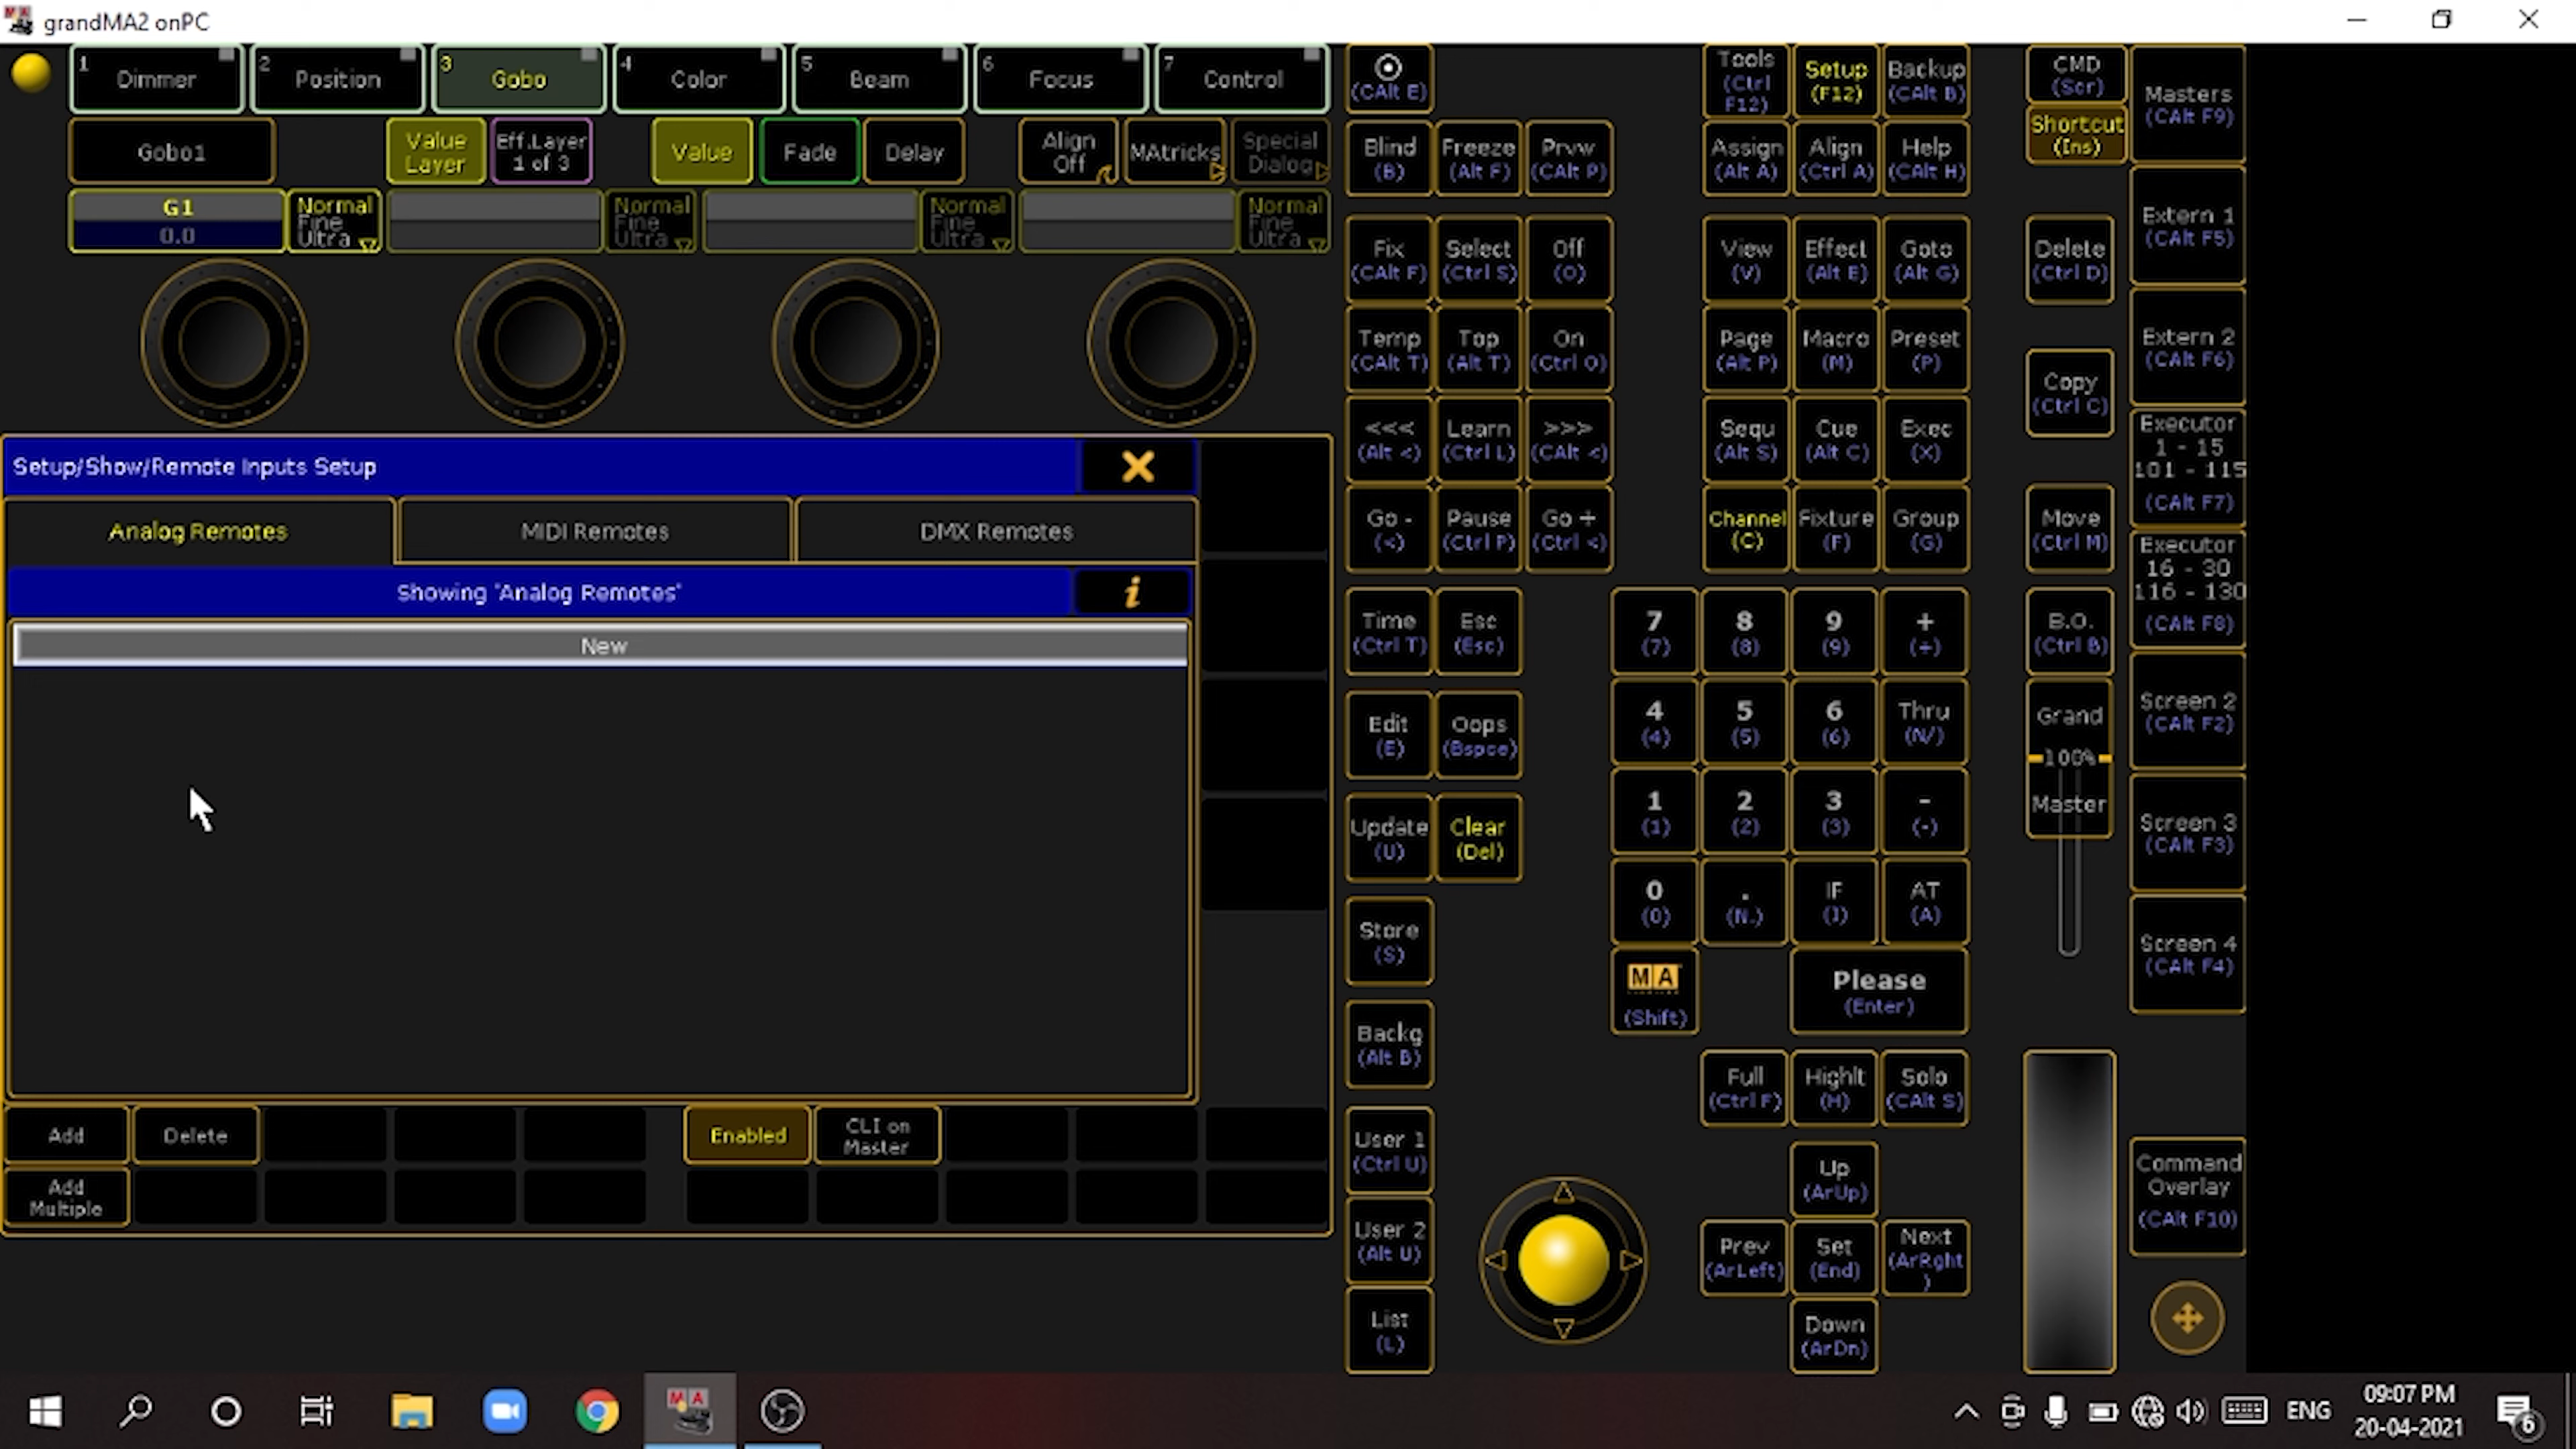 grandMA2 onPC
1 Dimmer
2 Position
3 Gobo
4 Color
5 Beam
6 Focus
7 Control
Gobo1
Value
Layer
Eff.Layer
1 of 3
Value
Fade
Delay
Align
Off
MAtricks
Special
Dialog
G1
0.0
Normal
Fine
Ultra
Normal
Fine
Ultra
Normal
Fine
Ultra
Normal
Fine
Ultra
Setup/Show/Remote Inputs Setup
Analog Remotes
MIDI Remotes
DMX Remotes
Showing 'Analog Remotes'
i
New
Add
Delete
Enabled
CLI on
Master
Add
Multiple
(CAlt E)
Tools
(Ctrl
F12)
Setup
(F12)
Backup
(CAlt B)
CMD
(Scr)
Shortcut
(Ins)
Masters
(CAlt F9)
Blind
(B)
Freeze
(Alt F)
Prvw
(CAlt P)
Assign
(Alt A)
Align
(Ctrl A)
Help
(CAlt H)
Extern 1
(CAlt F5)
Fix
(CAlt F)
Select
(Ctrl S)
Off
(O)
View
(V)
Effect
(Alt E)
Goto
(Alt G)
Delete
(Ctrl D)
Extern 2
(CAlt F6)
Temp
(CAlt T)
Top
(Alt T)
On
(Ctrl O)
Page
(Alt P)
Macro
(M)
Preset
(P)
Copy
(Ctrl C)
<<<
(Alt <)
Learn
(Ctrl L)
>>>
(CAlt <)
Sequ
(Alt S)
Cue
(Alt C)
Exec
(X)
Executor
1 - 15
101 - 115
(CAlt F7)
Go -
(<)
Pause
(Ctrl P)
Go +
(Ctrl <)
Channel
(C)
Fixture
(F)
Group
(G)
Move
(Ctrl M)
Executor
16 - 30
116 - 130
(CAlt F8)
Time
(Ctrl T)
Esc
(Esc)
7
(7)
8
(8)
9
(9)
+
(+)
B.O.
(Ctrl B)
Edit
(E)
Oops
(Bspce)
4
(4)
5
(5)
6
(6)
Thru
(N/)
Grand
100%
Master
Screen 2
(CAlt F2)
Update
(U)
Clear
(Del)
1
(1)
2
(2)
3
(3)
-
(-)
Screen 3
(CAlt F3)
Store
(S)
0
(0)
.
(N.)
IF
(I)
AT
(A)
Screen 4
(CAlt F4)
MA
(Shift)
Please
(Enter)
Backg
(Alt B)
Full
(Ctrl F)
Highlt
(H)
Solo
(CAlt S)
User 1
(Ctrl U)
Up
(ArUp)
Command
Overlay
(CAlt F10)
User 2
(Alt U)
Prev
(ArLeft)
Set
(End)
Next
(ArRght
)
List
(L)
Down
(ArDn)
MA
ENG
09:07 PM
20-04-2021
6